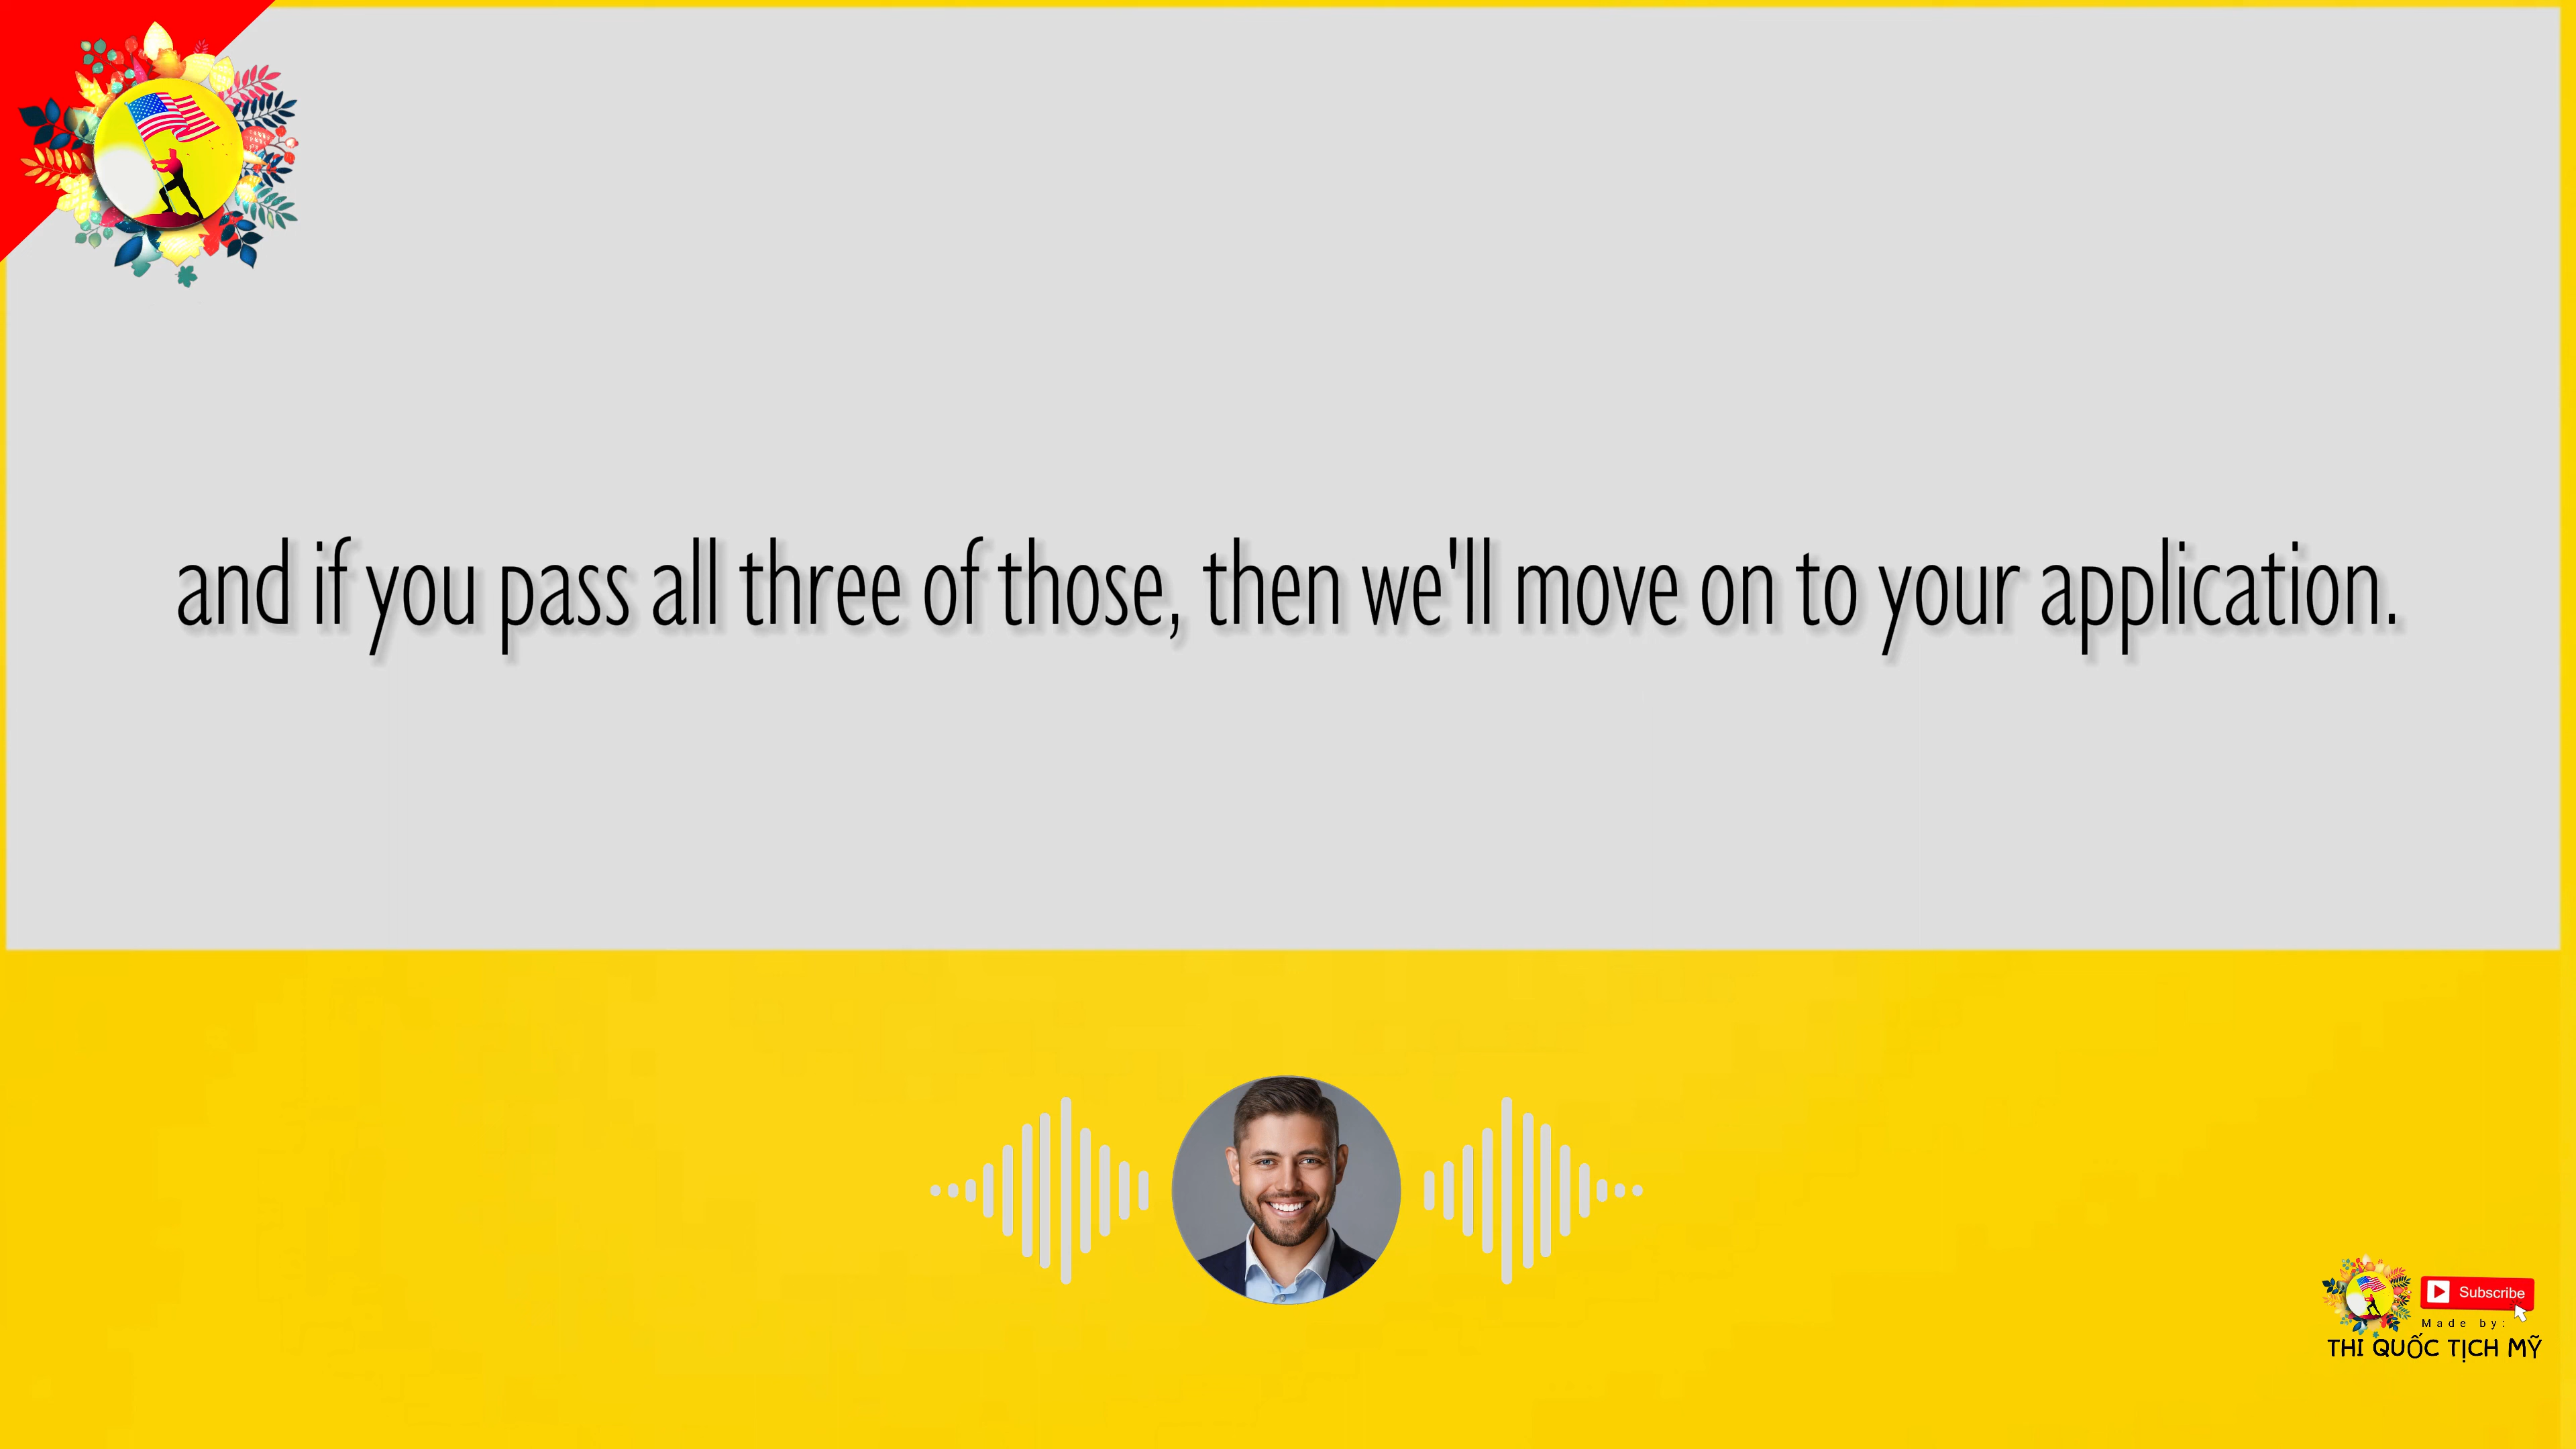 and if you pass all three of those, then we'll move on to your application.
Subscribe
Made by:
THI QUỐC TỊCH MỸ